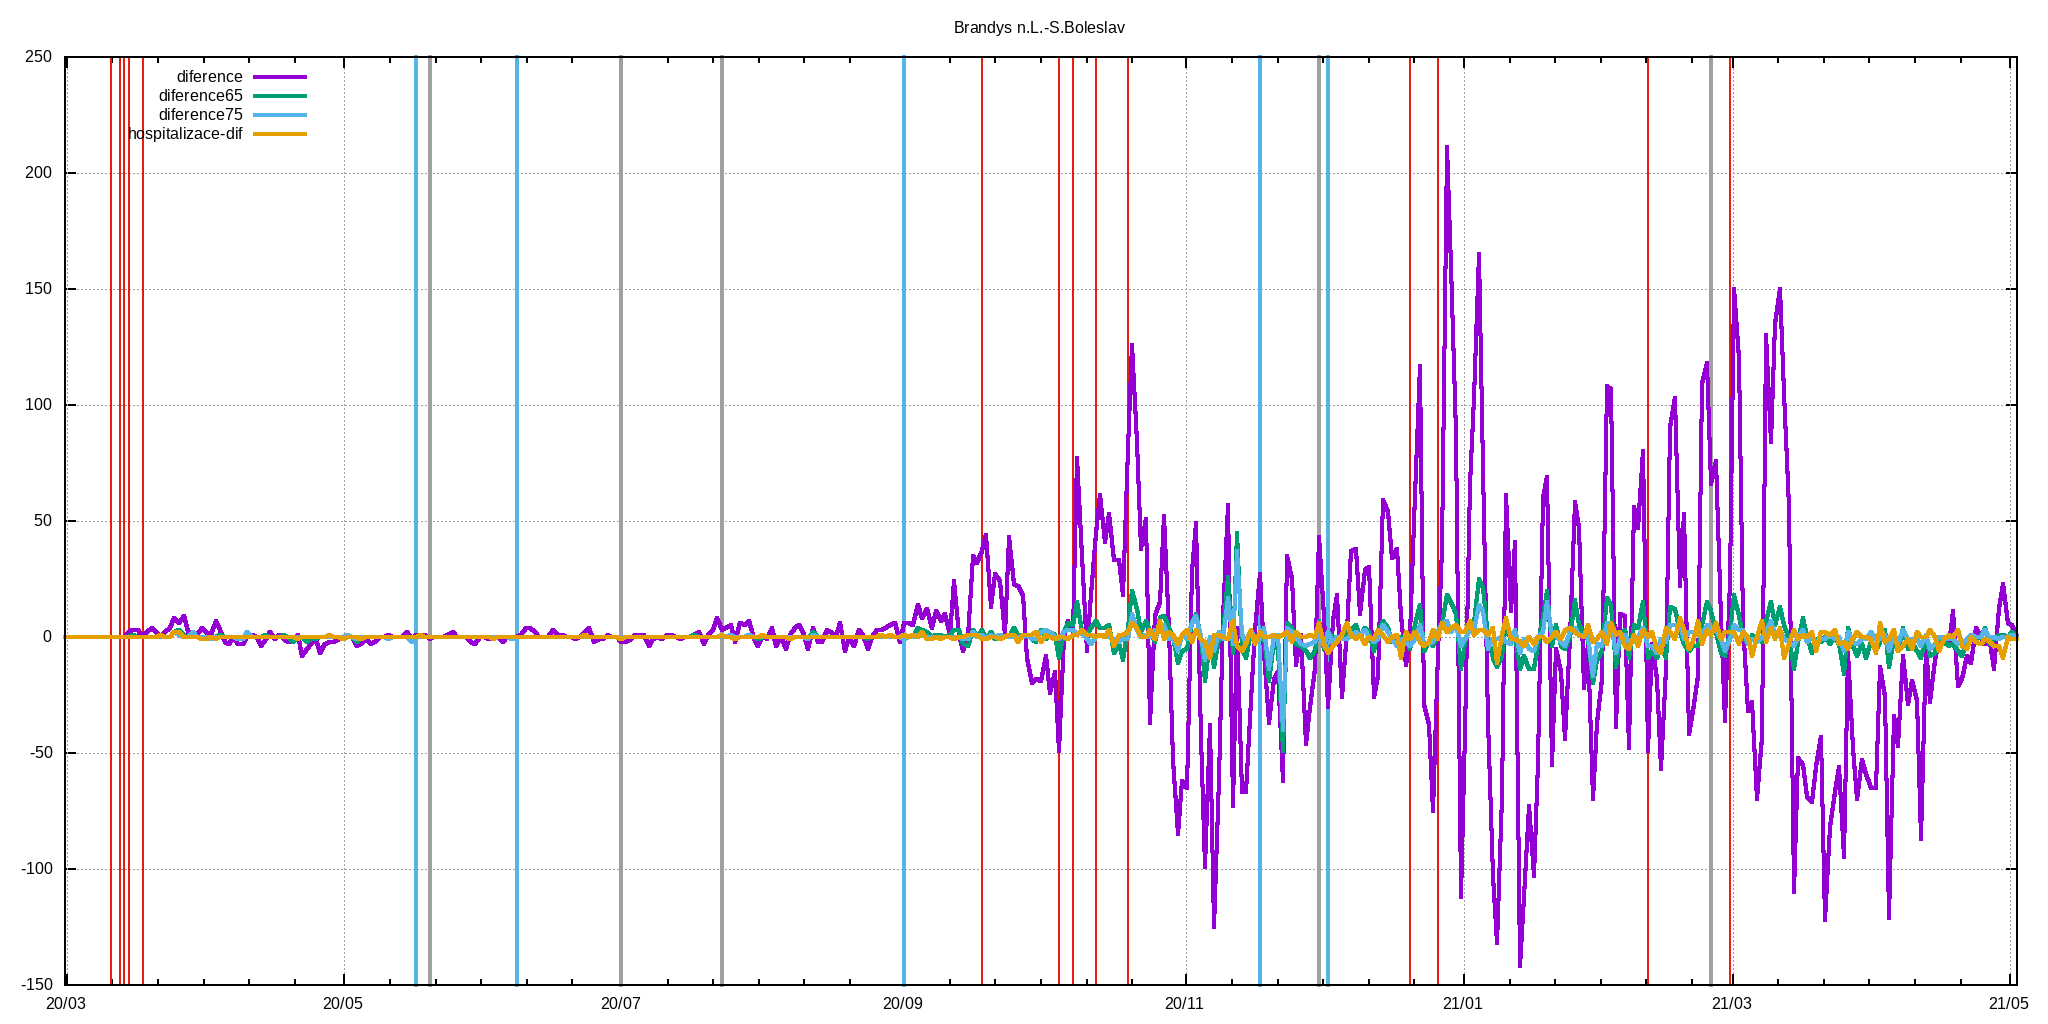 Brandys n.L.-S.Boleslav
250
200
150
100
50
0
-50
-100
-150
diference
diference65
diference75
hospitalizace-dif
20/03 20/05 20/07 20/09 20/11 21/01 21/03 21/05